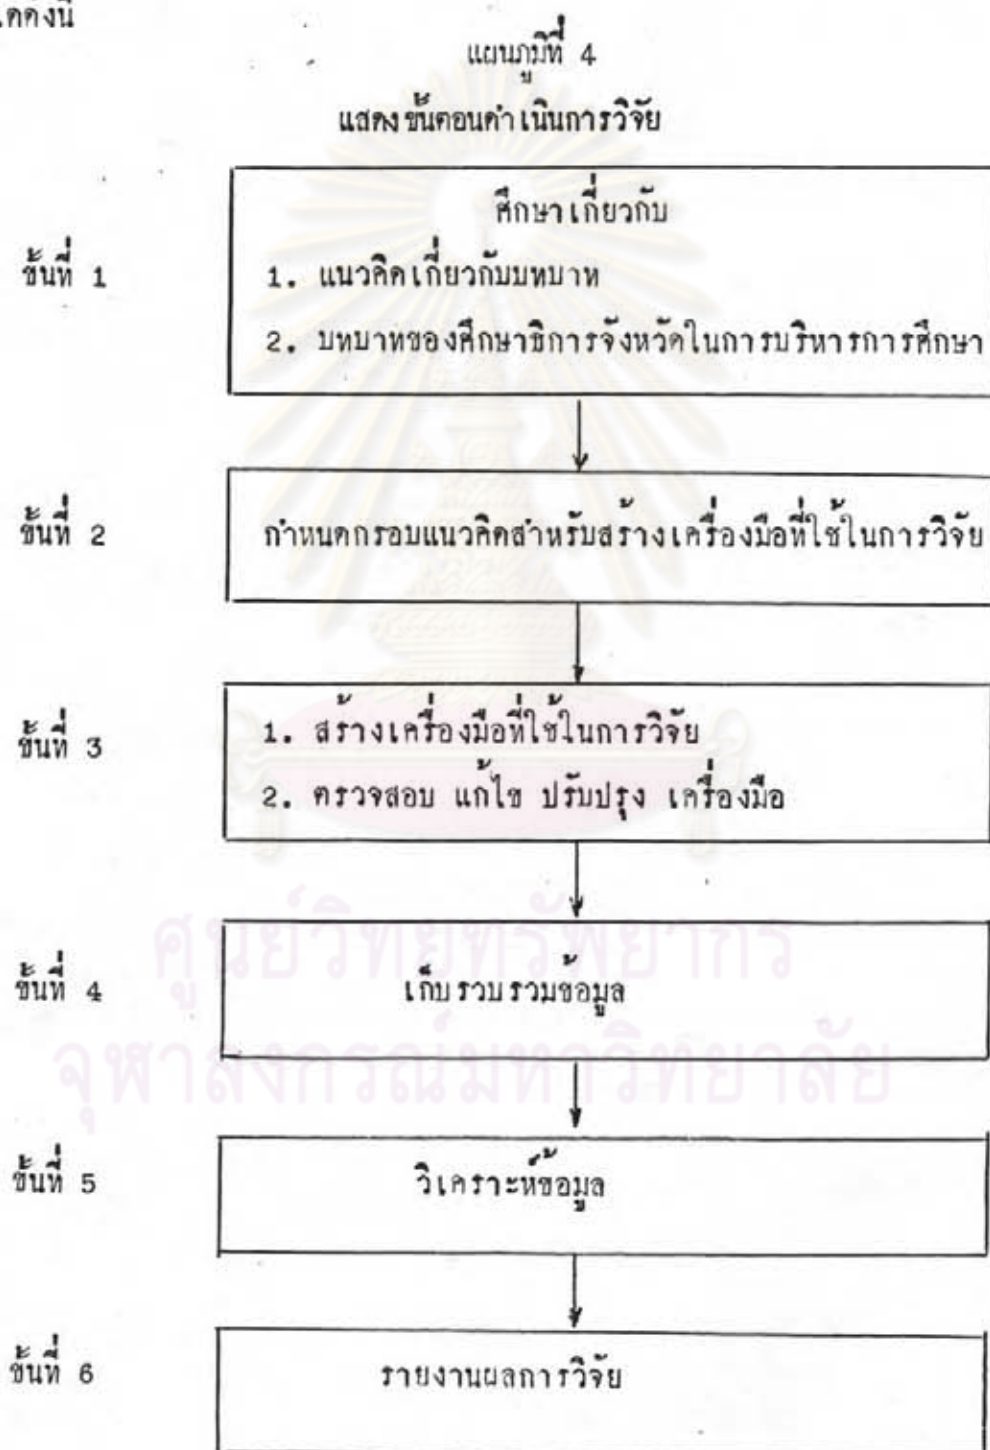 แผนภูมิที่ 4
แสดงขั้นตอนดำเนินการวิจัย
ศึกษาเกี่ยวกับ
ขั้นที่ 1
1. แนวคิดเกี่ยวกับบทบาท
2. บทบาทของศึกษาธิการจังหวัดในการบริหารการศึกษา
ขั้นที่ 2
กำหนดกรอบแนวคิดสำหรับสร้างเครื่องมือที่ใช้ในการวิจัย
ขั้นที่ 3
1. สร้างเครื่องมือที่ใช้ในการวิจัย
2. ตรวจสอบ แก้ไข ปรับปรุง เครื่องมือ
ศูนย์วิทยทรัพยากร
ขั้นที่ 4
เก็บรวบรวมข้อมูล
จุฬาลงกรณ์มหาวิทยาลัย
ขั้นที่ 5
วิเคราะห์ข้อมูล
ขั้นที่ 6
รายงานผลการวิจัย